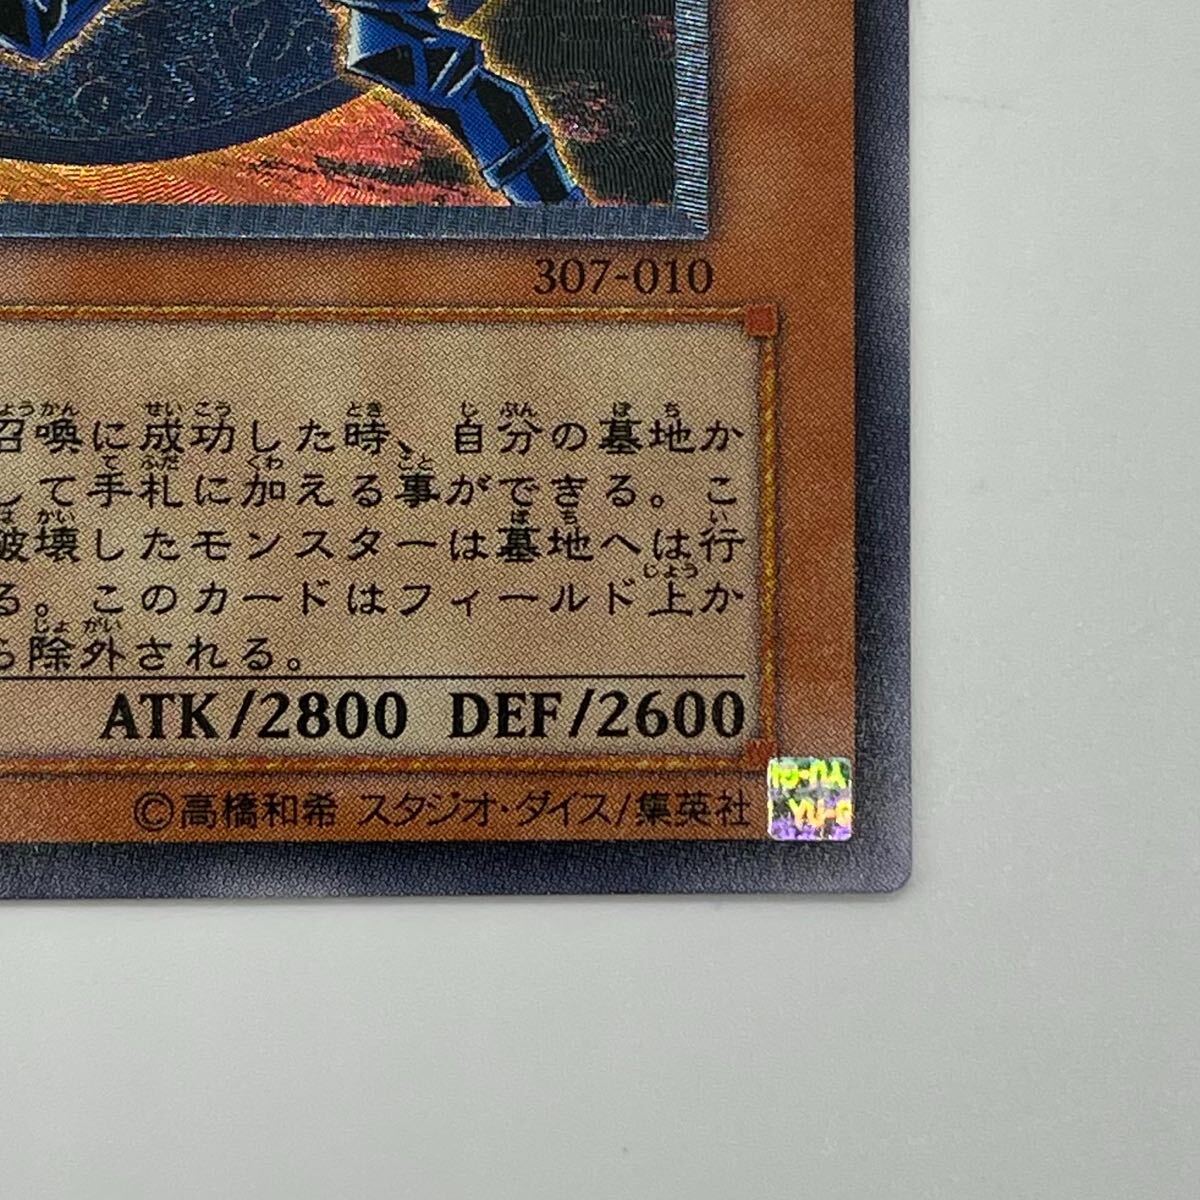 307-010
召喚に成功した時、自分の墓地か
して手札に加える事ができる。こ
破壊したモンスターは墓地へは行
る。このカードはフィールド上か
ら除外される。
ATK/2800 DEF/2600
©高橋和希 スタジオ・ダイス/集英社
YU-GI
YU-G